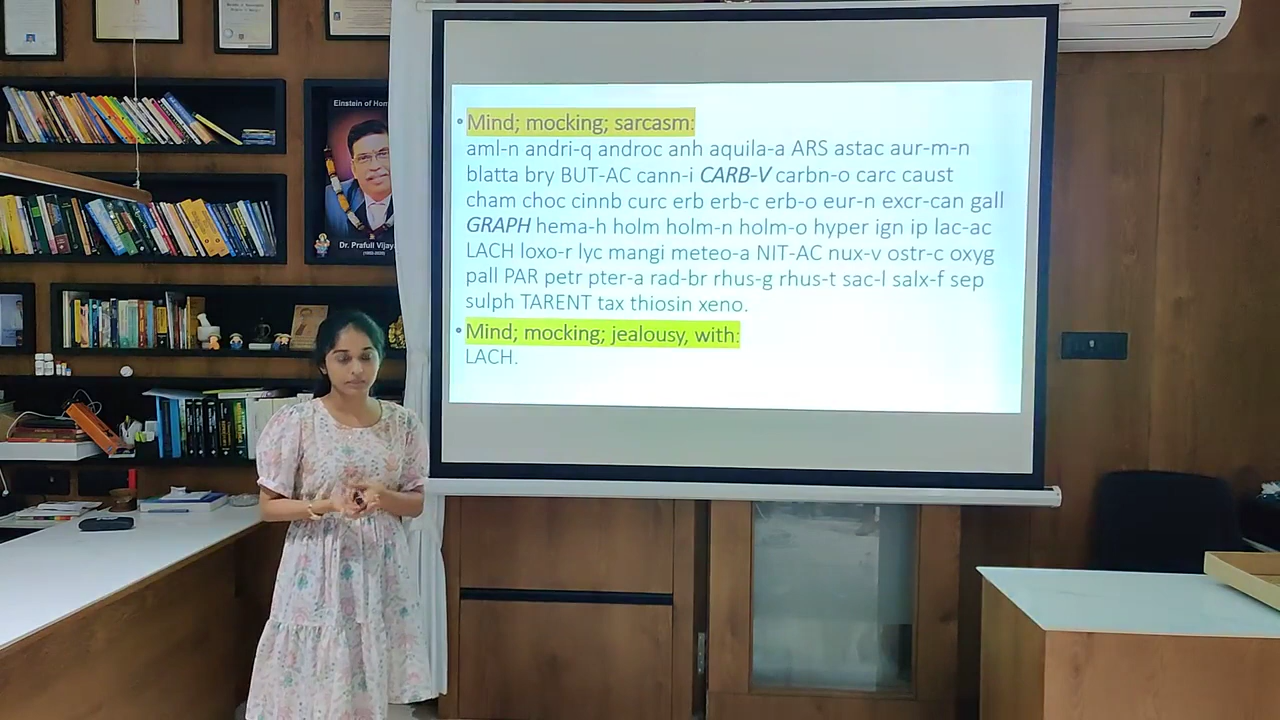 Einstein of Hom
Dr. Prafull Vijay
• Mind; mocking; sarcasm:
aml-n andri-q androc anh aquila-a ARS astac aur-m-n
blatta bry BUT-AC cann-i CARB-V carbn-o carc caust
cham choc cinnb curc erb erb-c erb-o eur-n excr-can gall
GRAPH hema-h holm holm-n holm-o hyper ign ip lac-ac
LACH loxo-r lyc mangi meteo-a NIT-AC nux-v ostr-c oxyg
pall PAR petr pter-a rad-br rhus-g rhus-t sac-l salx-f sep
sulph TARENT tax thiosin xeno.
• Mind; mocking; jealousy, with:
LACH.